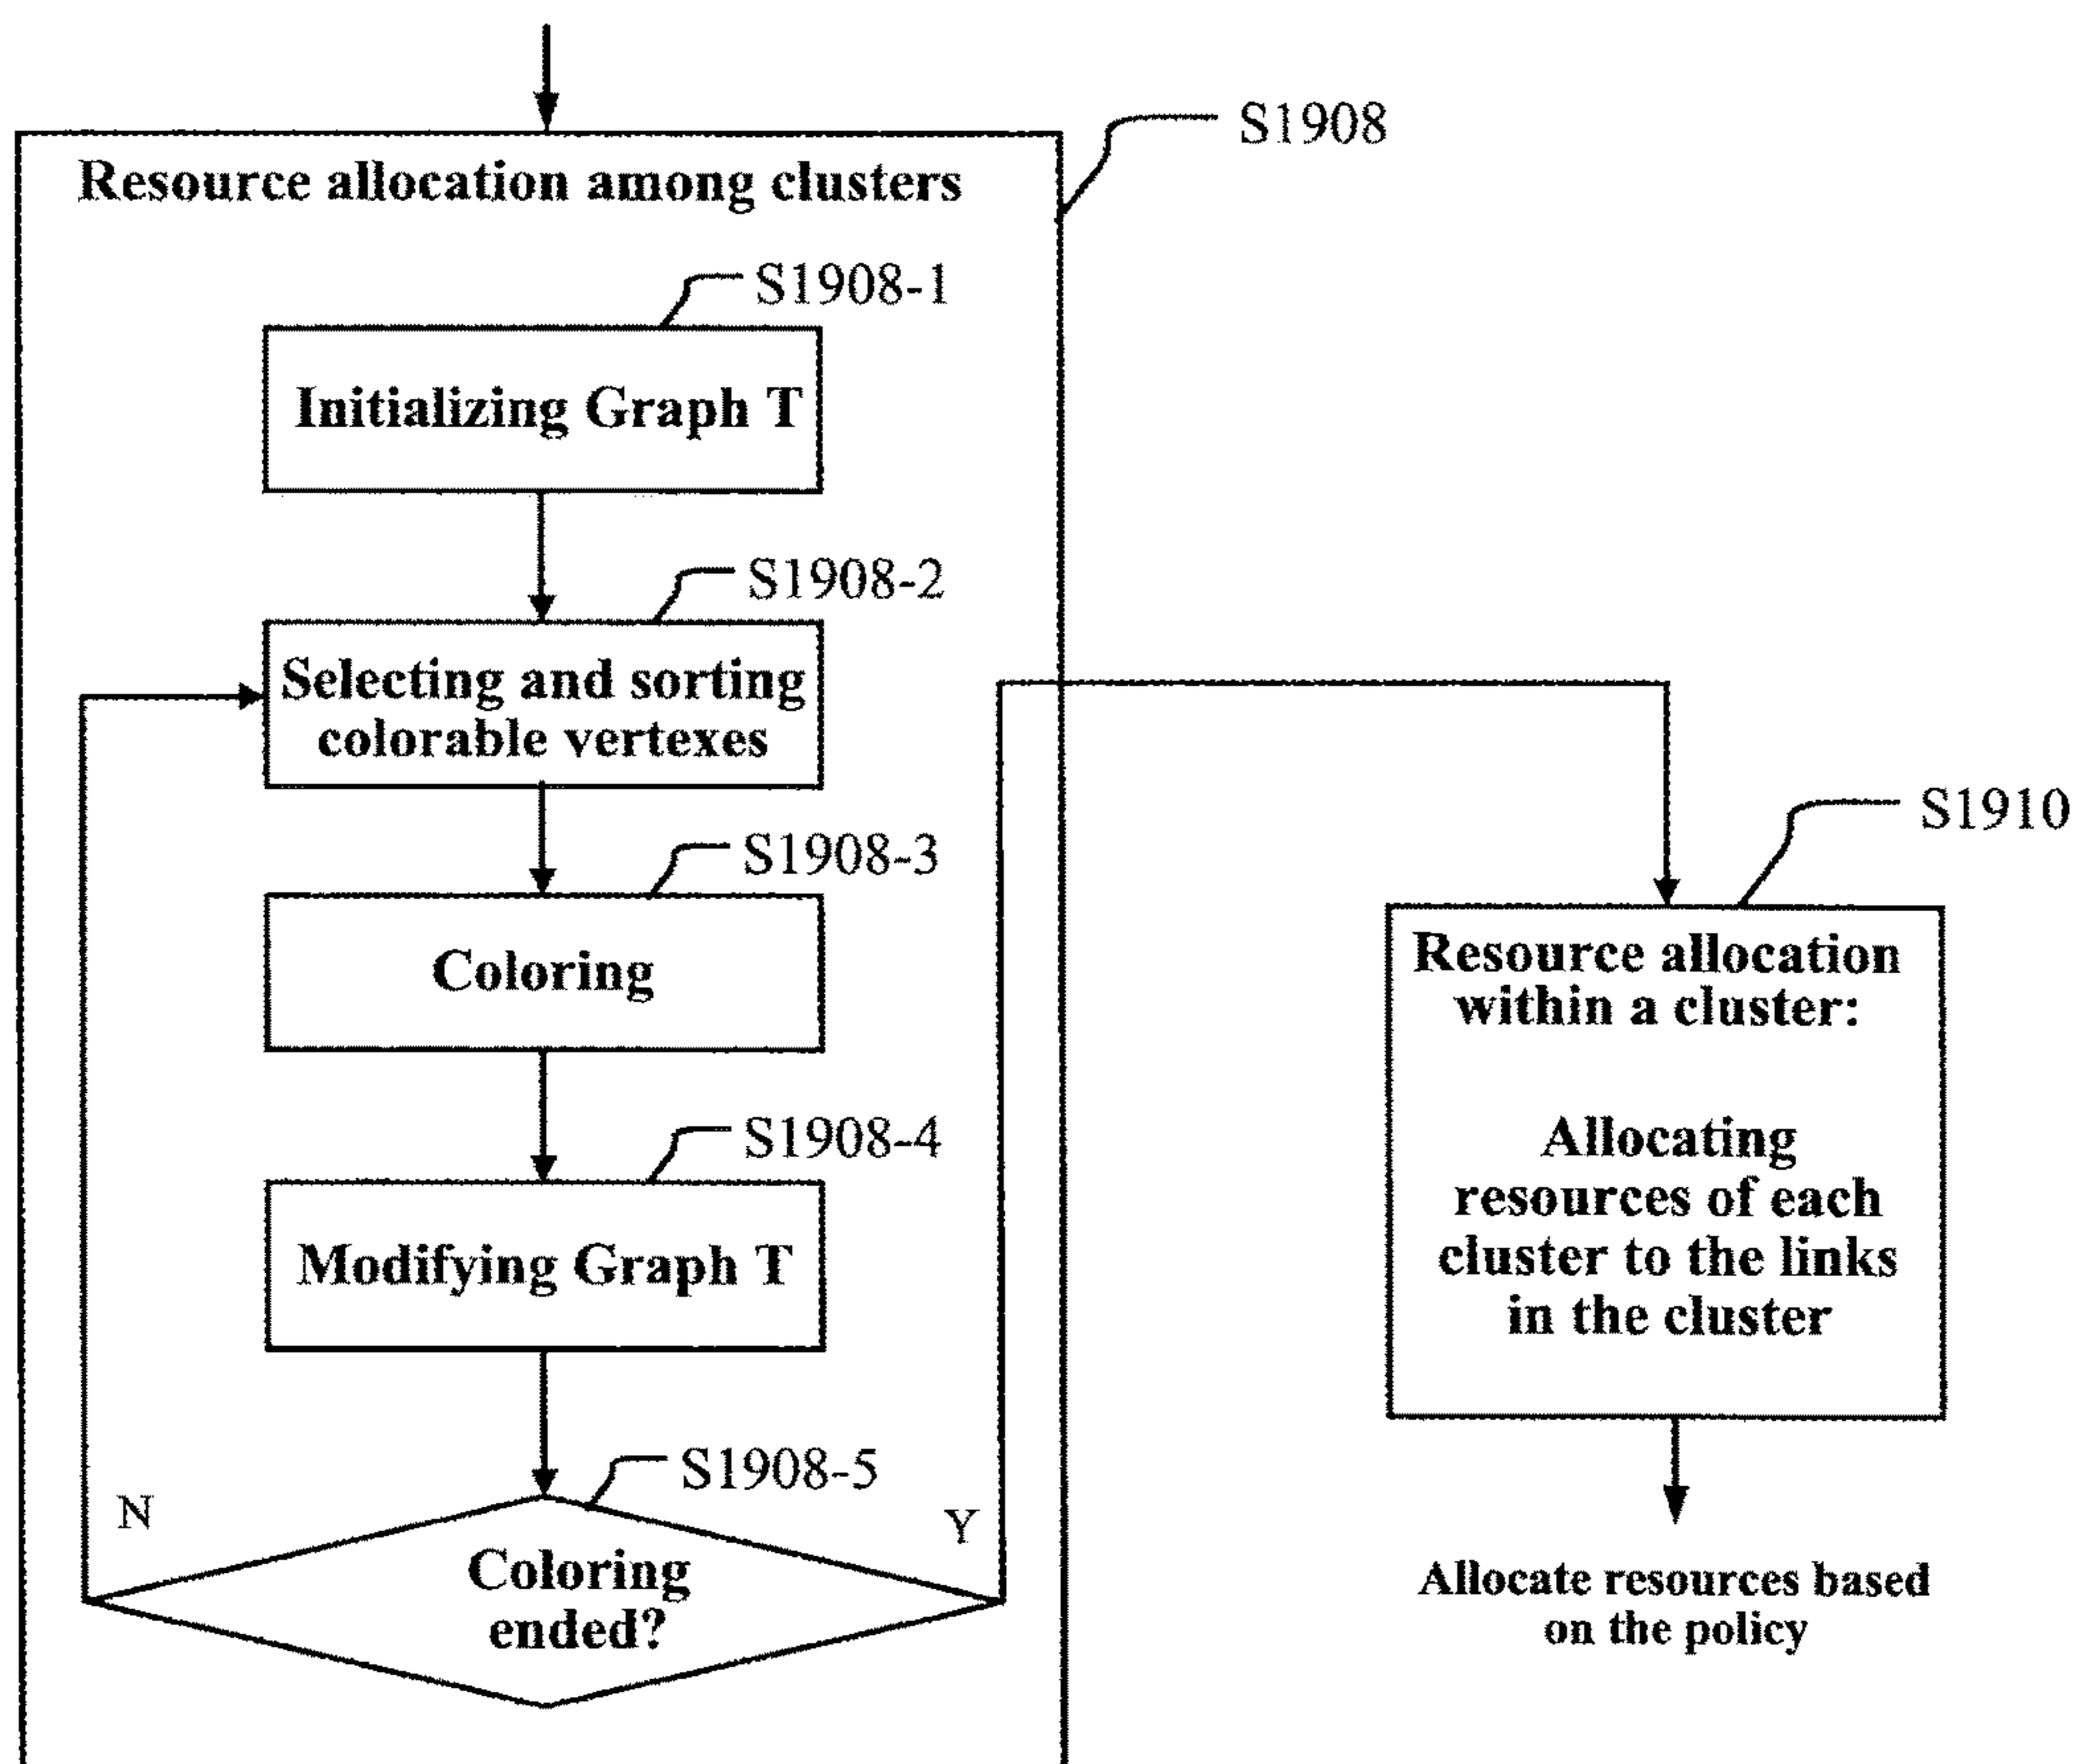 S1908
Resource allocation among clusters
S1908-1
Initializing Graph T
S1908-2
Selecting and sorting
colorable vertexes
S1908-3
Coloring
S1908-4
Modifying Graph T
S1908-5
N
Y
Coloring
ended?
S1910
Resource allocation
within a cluster:
Allocating
resources of each
cluster to the links
in the cluster
Allocate resources based
on the policy